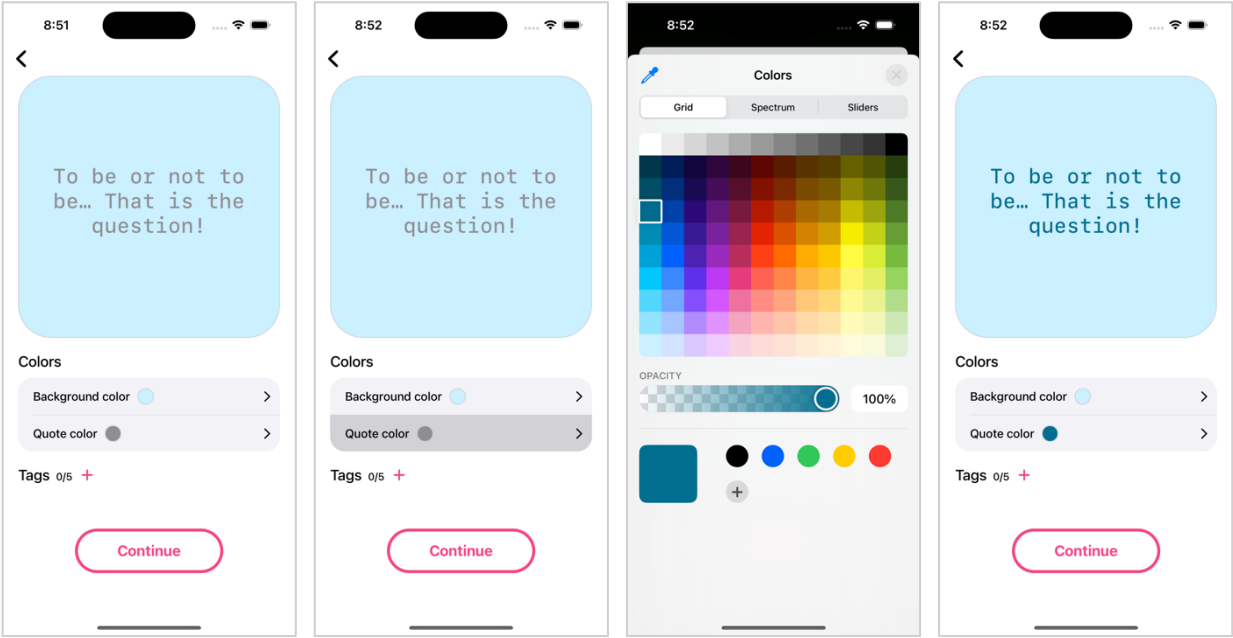 8:51
To be or not to
be… That is the
question!
Colors
Background color
Quote color
Tags 0/5 +
Continue
8:52
To be or not to
be… That is the
question!
Colors
Background color
Quote color
Tags 0/5 +
Continue
8:52
Colors
Grid Spectrum Sliders
OPACITY
100%
8:52
To be or not to
be… That is the
question!
Colors
Background color
Quote color
Tags 0/5 +
Continue